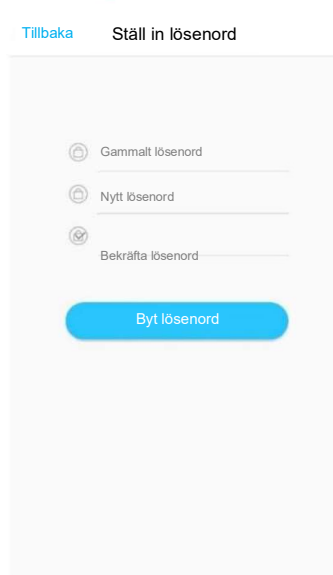 Tillbaka Ställ in lösenord
Gammalt lösenord
Nytt lösenord
Bekräfta lösenord
Byt lösenord